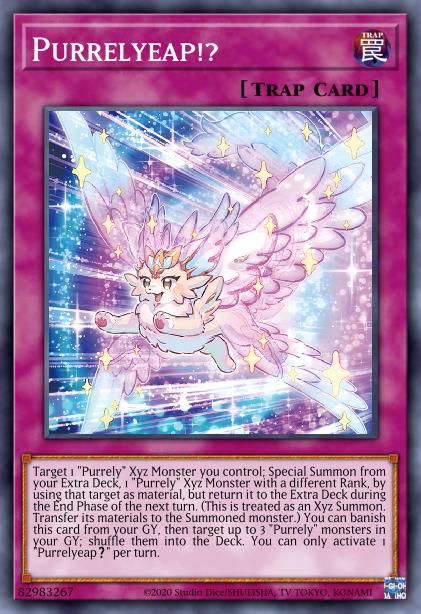 PURRELYEAP!?
TRAP
罠
[TRAP CARD]
Target 1 "Purrely" Xyz Monster you control; Special Summon from
your Extra Deck, 1 "Purrely" Xyz Monster with a different Rank, by
using that target as material, but return it to the Extra Deck during
the End Phase of the next turn. (This is treated as an Xyz Summon.
Transfer its materials to the Summoned monster.) You can banish
this card from your GY, then target up to 3 "Purrely" monsters in
your GY; shuffle them into the Deck. You can only activate 1
"Purrelyeap❓" per turn.
82983267
©2020 Studio Dice/SHUEISHA, TV TOKYO, KONAMI